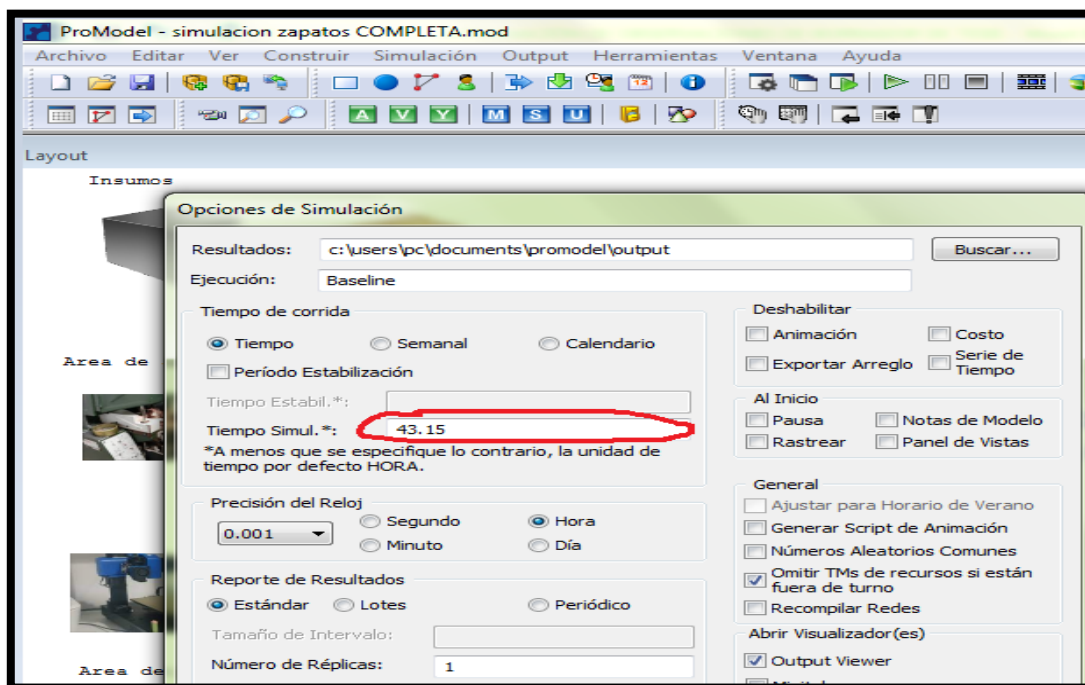 ProModel - simulacion zapatos COMPLETA.mod
Archivo Editar Ver Construir Simulación Output Herramientas Ventana Ayuda
A V Y M S U
Layout
Insumos
Opciones de Simulación
Resultados: c:\users\pc\documents\promodel\output Buscar...
Ejecución: Baseline
Tiempo de corrida
Tiempo Semanal Calendario
Período Estabilización
Tiempo Estabil.*:
Tiempo Simul.*: 43.15
*A menos que se especifique lo contrario, la unidad de
tiempo por defecto HORA.
Precisión del Reloj
0.001 Segundo Hora
Minuto Día
Reporte de Resultados
Estándar Lotes Periódico
Tamaño de Intervalo:
Número de Réplicas: 1
Deshabilitar
Animación Costo
Exportar Arreglo Serie de
Tiempo
Al Inicio
Pausa Notas de Modelo
Rastrear Panel de Vistas
General
Ajustar para Horario de Verano
Generar Script de Animación
Números Aleatorios Comunes
Omitir TMs de recursos si están
fuera de turno
Recompilar Redes
Abrir Visualizador(es)
Output Viewer
Area de
Area de